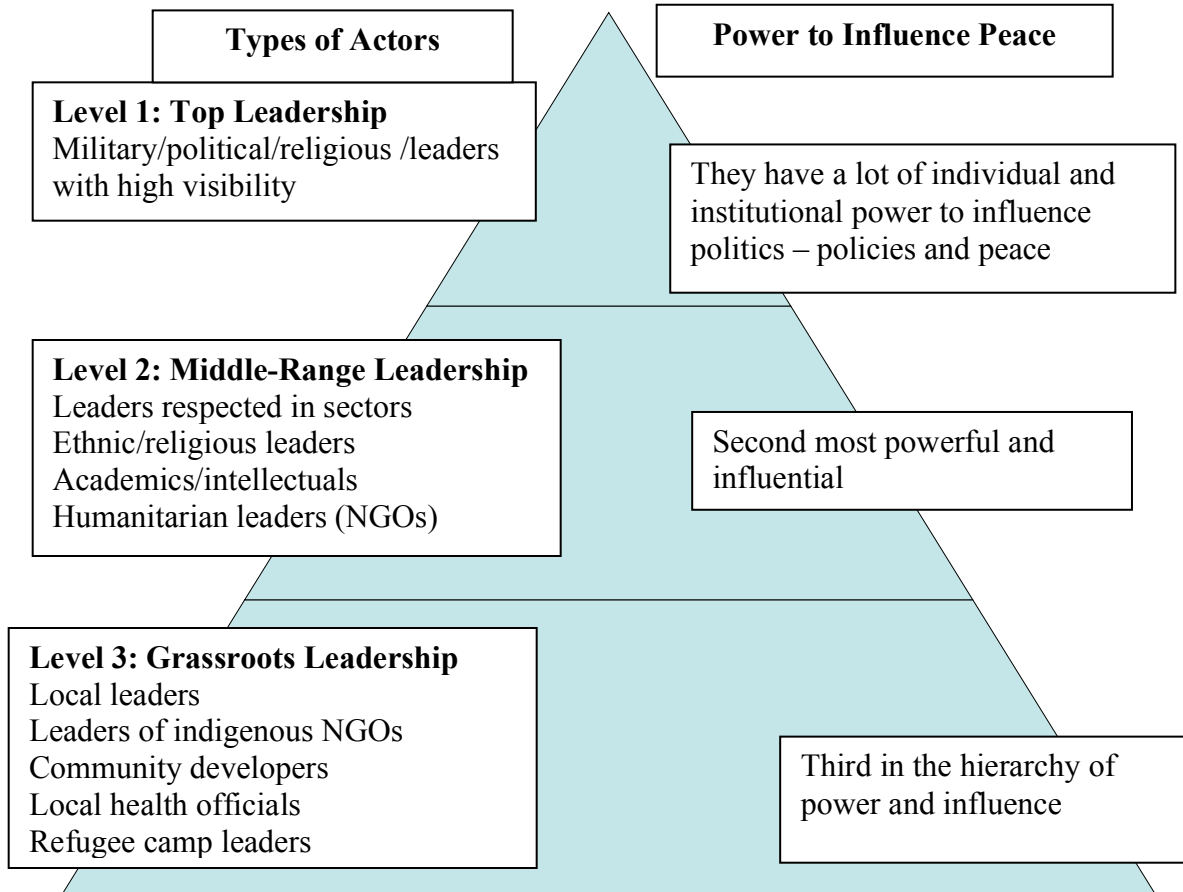 Types of Actors
Power to Influence Peace
Level 1: Top Leadership
Military/political/religious /leaders
with high visibility
They have a lot of individual and
institutional power to influence
politics – policies and peace
Level 2: Middle-Range Leadership
Leaders respected in sectors
Ethnic/religious leaders
Academics/intellectuals
Humanitarian leaders (NGOs)
Second most powerful and
influential
Level 3: Grassroots Leadership
Local leaders
Leaders of indigenous NGOs
Community developers
Local health officials
Refugee camp leaders
Third in the hierarchy of
power and influence